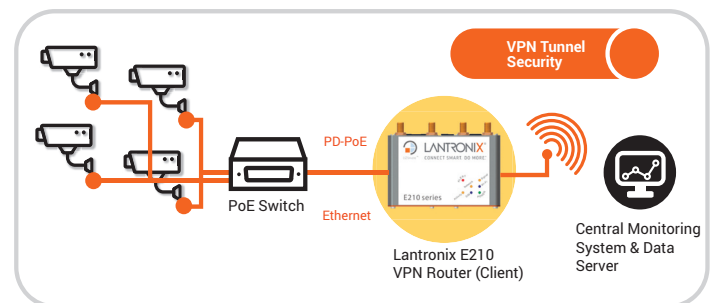 VPN Tunnel
Security
PD-PoE
LANTRONIX
CONNECT SMART. DO MORE.
E210 series
PoE Switch
Ethernet
Lantronix E210
VPN Router (Client)
Central Monitoring
System & Data
Server